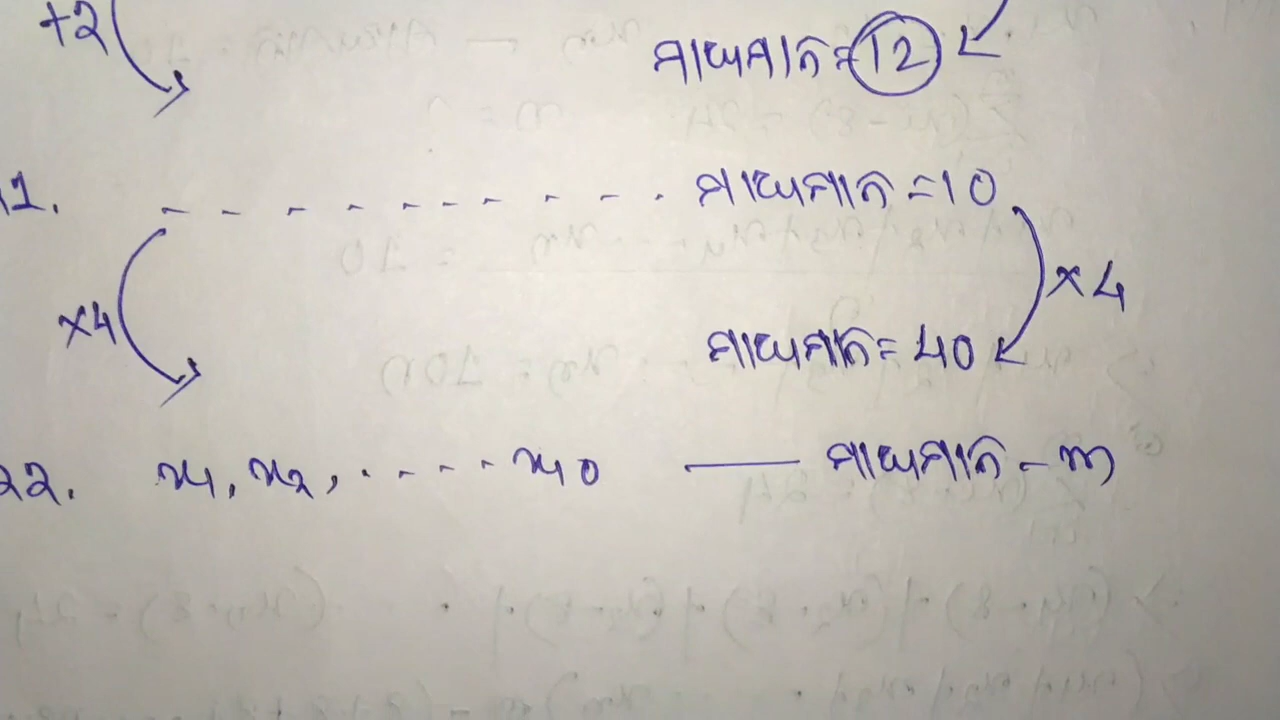 +2 ମାଧ୍ୟମାନ = 12
21. - - - - - - - - - - ମାଧ୍ୟମାନ = 10
×4 ×4
ମାଧ୍ୟମାନ = 40
22. x1, x2, . - - - - x10 — ମାଧ୍ୟମାନ - m